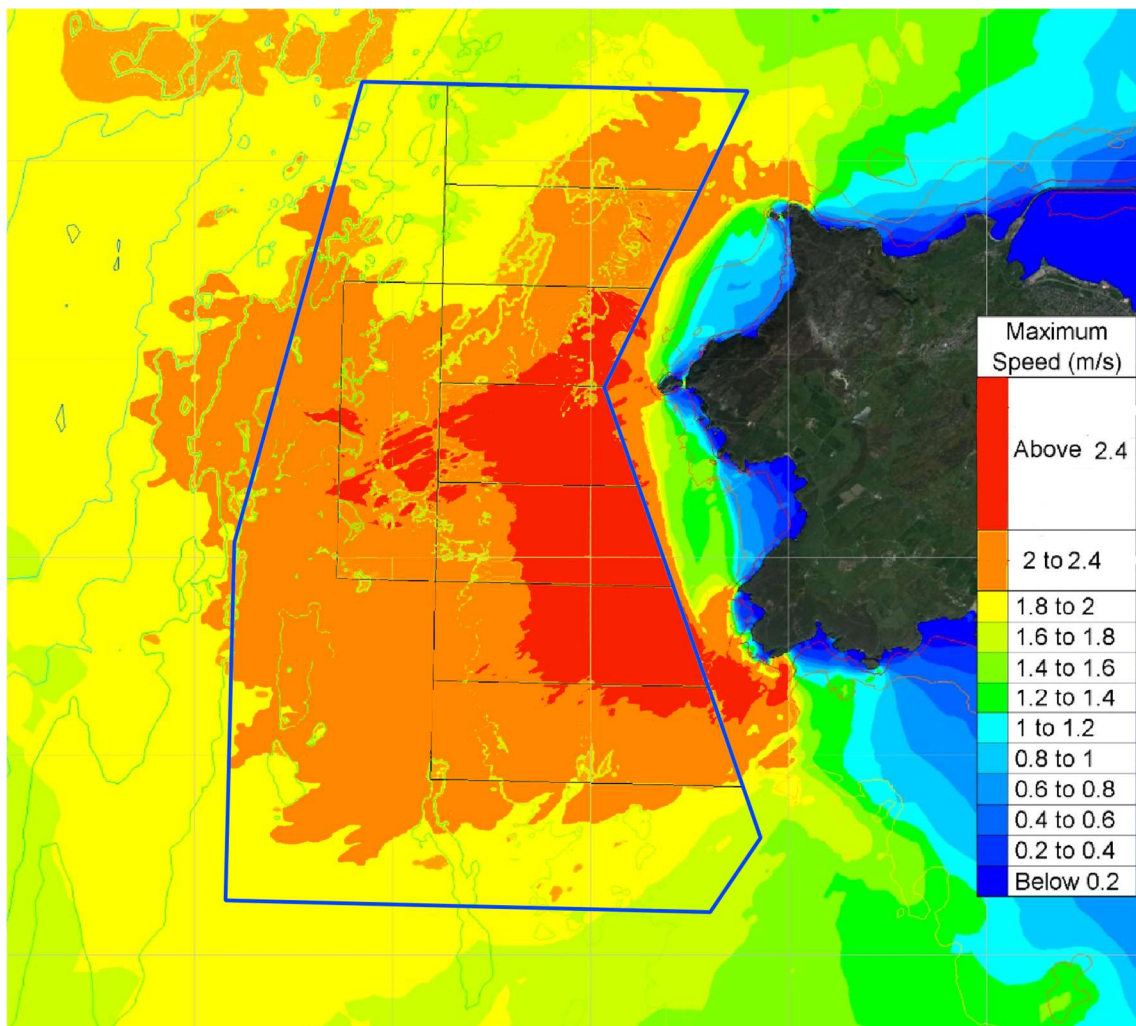 Maximum
Speed (m/s)
Above 2.4
2 to 2.4
1.8 to 2
1.6 to 1.8
1.4 to 1.6
1.2 to 1.4
1 to 1.2
0.8 to 1
0.6 to 0.8
0.4 to 0.6
0.2 to 0.4
Below 0.2